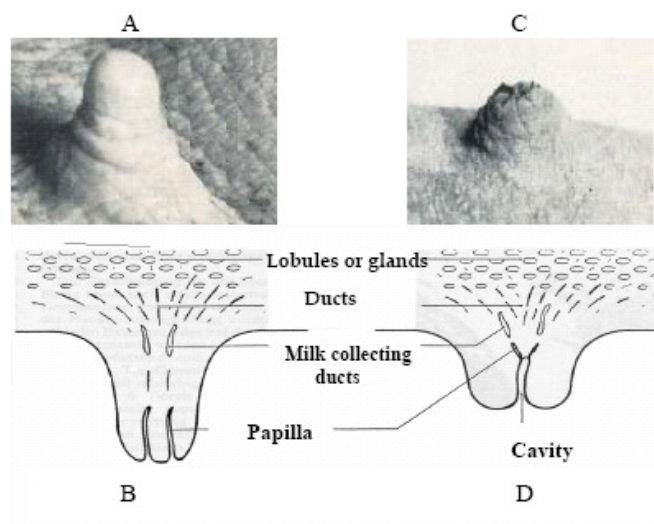 A
C
Lobules or glands
Ducts
Milk collecting
ducts
Papilla
Cavity
B
D